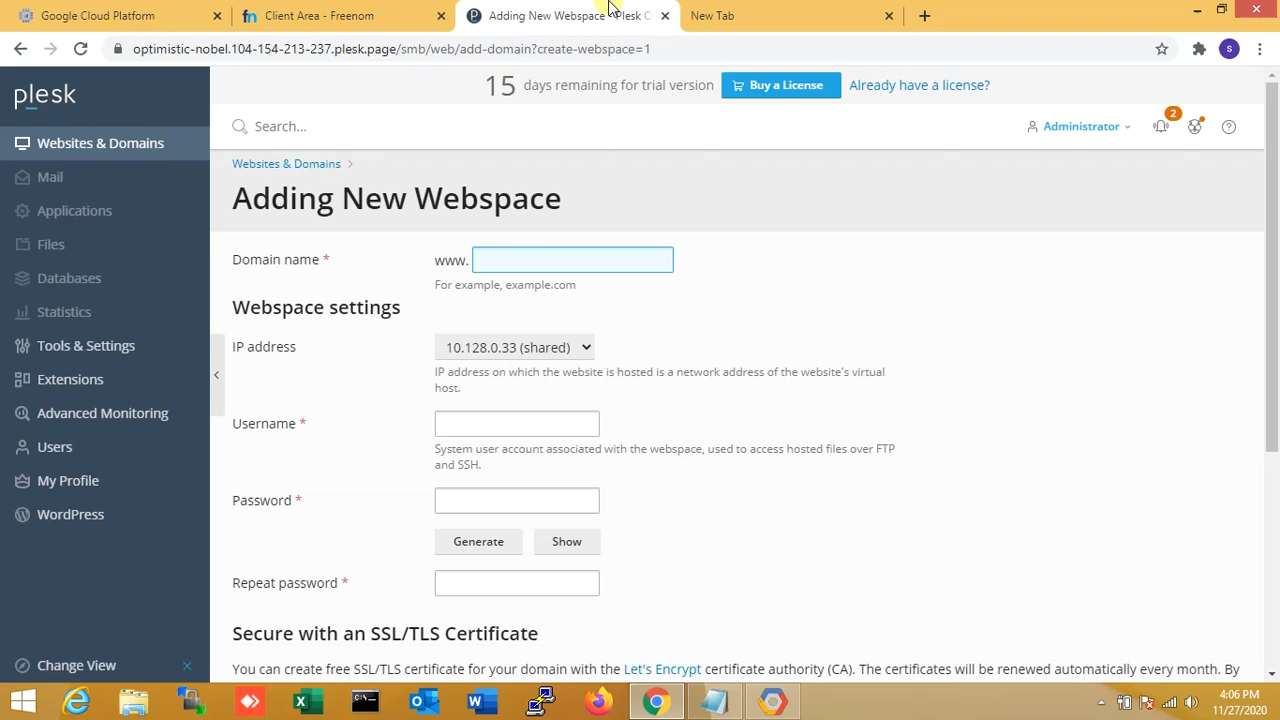 Google Cloud Platform
Client Area - Freenom
Adding New Webspace - Plesk O
New Tab
optimistic-nobel.104-154-213-237.plesk.page/smb/web/add-domain?create-webspace=1
S
plesk
15 days remaining for trial version
Buy a License
Already have a license?
Search...
Administrator
2
Websites & Domains
Mail
Applications
Files
Databases
Statistics
Tools & Settings
Extensions
Advanced Monitoring
Users
My Profile
WordPress
Change View
Websites & Domains
Adding New Webspace
Domain name *
www.
For example, example.com
Webspace settings
IP address
10.128.0.33 (shared)
IP address on which the website is hosted is a network address of the website's virtual
host.
Username *
System user account associated with the webspace, used to access hosted files over FTP
and SSH.
Password *
Generate
Show
Repeat password *
Secure with an SSL/TLS Certificate
You can create free SSL/TLS certificate for your domain with the Let's Encrypt certificate authority (CA). The certificates will be renewed automatically every month. By
4:06 PM
11/27/2020